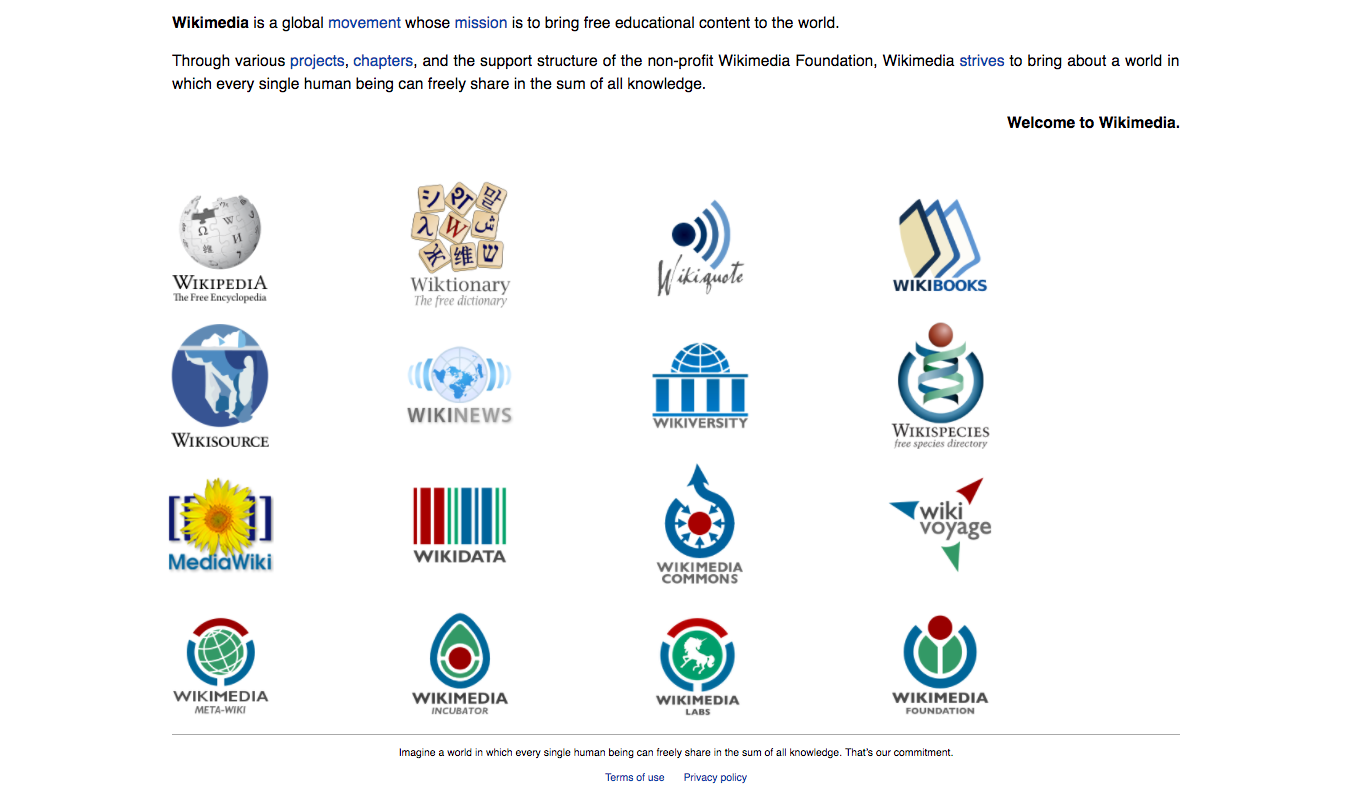 Wikimedia is a global movement whose mission is to bring free educational content to the world.
Through various projects, chapters, and the support structure of the non-profit Wikimedia Foundation, Wikimedia strives to bring about a world in
which every single human being can freely share in the sum of all knowledge.
Welcome to Wikimedia.
Ω W И 維
WIKIPEDIA
The Free Encyclopedia
シ 말
λ W ش
维 ש
Wiktionary
The free dictionary
Wikiquote
WIKIBOOKS
WIKISOURCE
WIKINEWS
WIKIVERSITY
WIKISPECIES
free species directory
[[ ]]
MediaWiki
WIKIDATA
WIKIMEDIA
COMMONS
wiki
voyage
WIKIMEDIA
META-WIKI
WIKIMEDIA
INCUBATOR
WIKIMEDIA
LABS
WIKIMEDIA
FOUNDATION
Imagine a world in which every single human being can freely share in the sum of all knowledge. That's our commitment.
Terms of use Privacy policy